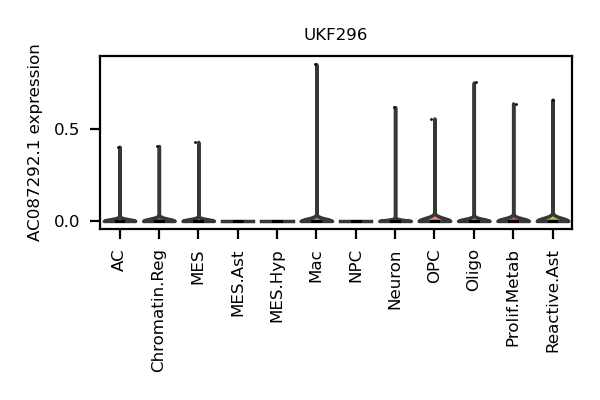 UKF296
AC087292.1 expression
0.5
0.0
AC
Chromatin.Reg
MES
MES.Ast
MES.Hyp
Mac
NPC
Neuron
OPC
Oligo
Prolif.Metab
Reactive.Ast